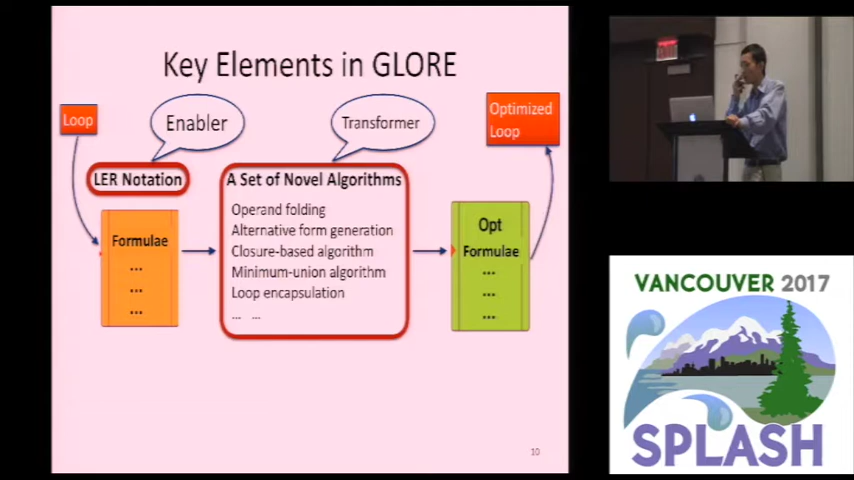 Key Elements in GLORE
Loop
Enabler
Transformer
Optimized
Loop
LER Notation
A Set of Novel Algorithms
Formulae
...
...
...
Operand folding
Alternative form generation
Closure-based algorithm
Minimum-union algorithm
Loop encapsulation
... ...
Opt
Formulae
...
...
...
10
VANCOUVER 2017
SPLASH